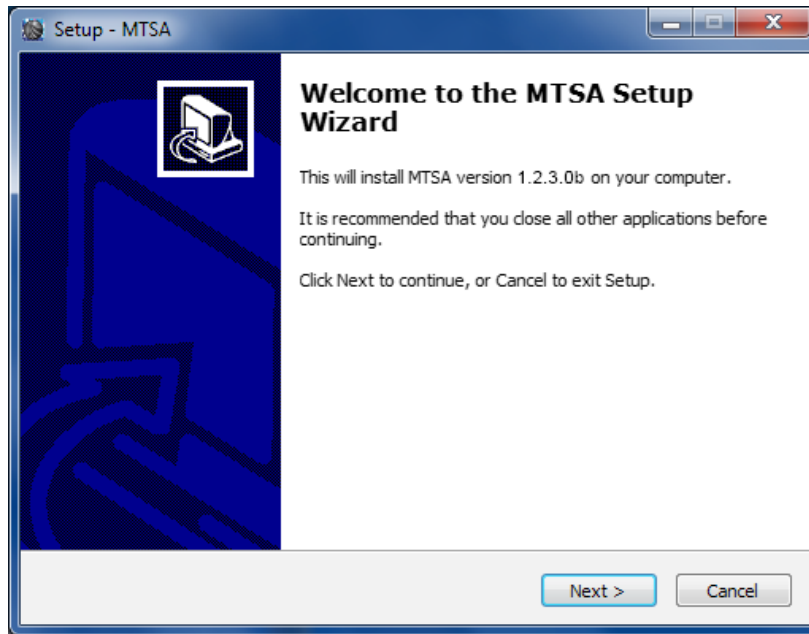 Setup - MTSA
Welcome to the MTSA Setup
Wizard
This will install MTSA version 1.2.3.0b on your computer.
It is recommended that you close all other applications before
continuing.
Click Next to continue, or Cancel to exit Setup.
Next >
Cancel